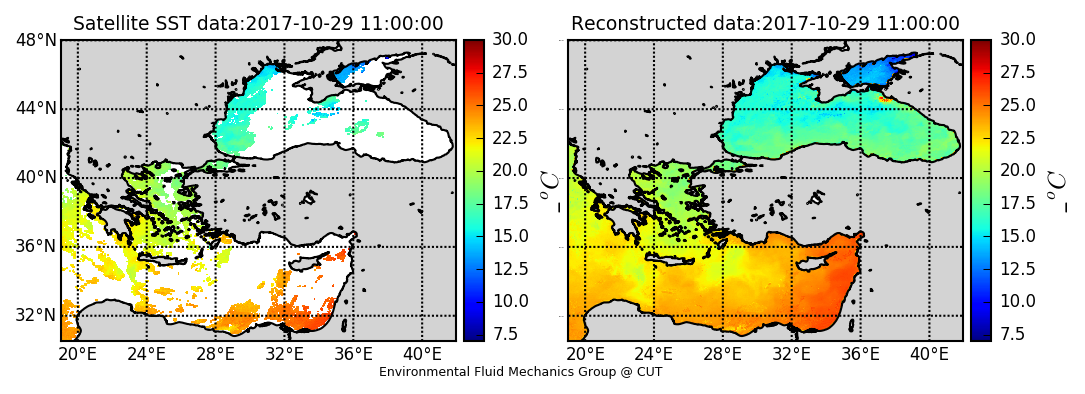 Satellite SST data:2017-10-29 11:00:00
48°N
44°N
40°N
36°N
32°N
20°E 24°E 28°E 32°E 36°E 40°E
30.0
27.5
25.0
22.5
20.0
17.5
15.0
12.5
10.0
7.5
_°C
Reconstructed data:2017-10-29 11:00:00
20°E 24°E 28°E 32°E 36°E 40°E
30.0
27.5
25.0
22.5
20.0
17.5
15.0
12.5
10.0
7.5
_°C
Environmental Fluid Mechanics Group @ CUT